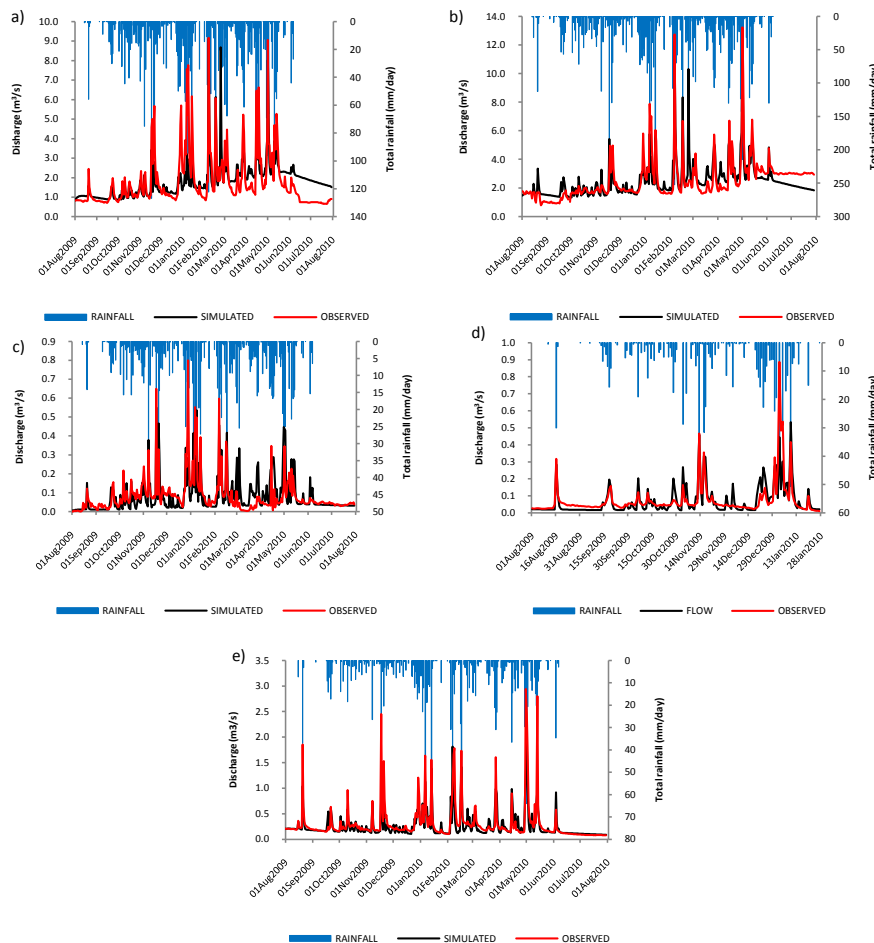 a)
10.0
9.0
8.0
7.0
6.0
5.0
4.0
3.0
2.0
1.0
0.0
Disharge (m³/s)
0
20
40
60
80
100
120
140
Total rainfall (mm/day)
01Aug2009
01Sep2009
01Oct2009
01Nov2009
01Dec2009
01Jan2010
01Feb2010
01Mar2010
01Apr2010
01May2010
01Jun2010
01Jul2010
01Aug2010
RAINFALL SIMULATED OBSERVED
b)
14.0
12.0
10.0
8.0
6.0
4.0
2.0
0.0
Discharge (m³/s)
0
50
100
150
200
250
300
Total rainfall (mm/day)
01Aug2009
01Sep2009
01Oct2009
01Nov2009
01Dec2009
01Jan2010
01Feb2010
01Mar2010
01Apr2010
01May2010
01Jun2010
01Jul2010
01Aug2010
RAINFALL SIMULATED OBSERVED
c)
0.9
0.8
0.7
0.6
0.5
0.4
0.3
0.2
0.1
0.0
Discharge (m³/s)
0
5
10
15
20
25
30
35
40
45
50
Total rainfall (mm/day)
01Aug2009
01Sep2009
01Oct2009
01Nov2009
01Dec2009
01Jan2010
01Feb2010
01Mar2010
01Apr2010
01May2010
01Jun2010
01Jul2010
01Aug2010
RAINFALL SIMULATED OBSERVED
d)
1.0
0.9
0.8
0.7
0.6
0.5
0.4
0.3
0.2
0.1
0.0
Discharge (m³/s)
0
10
20
30
40
50
60
Total rainfall (mm/day)
01Aug2009
16Aug2009
31Aug2009
15Sep2009
30Sep2009
15Oct2009
30Oct2009
14Nov2009
29Nov2009
14Dec2009
29Dec2009
13Jan2010
28Jan2010
RAINFALL FLOW OBSERVED
e)
3.5
3.0
2.5
2.0
1.5
1.0
0.5
0.0
Discharge (m3/s)
0
10
20
30
40
50
60
70
80
Total rainfall (mm/day)
01Aug2009
01Sep2009
01Oct2009
01Nov2009
01Dec2009
01Jan2010
01Feb2010
01Mar2010
01Apr2010
01May2010
01Jun2010
01Jul2010
01Aug2010
RAINFALL SIMULATED OBSERVED